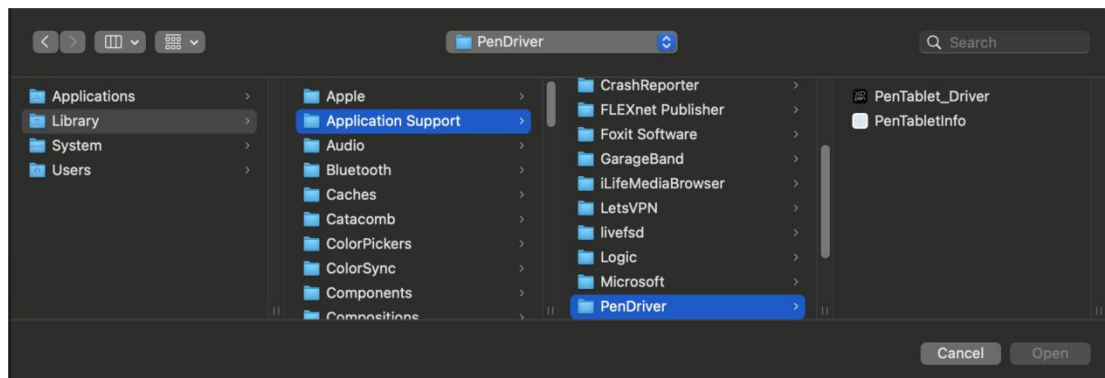 PenDriver
Search
Applications
Library
System
Users
Apple
Application Support
Audio
Bluetooth
Caches
Catacomb
ColorPickers
ColorSync
Components
Compositions
CrashReporter
FLEXnet Publisher
Foxit Software
GarageBand
iLifeMediaBrowser
LetsVPN
livefsd
Logic
Microsoft
PenDriver
PenTablet_Driver
PenTabletInfo
Cancel
Open